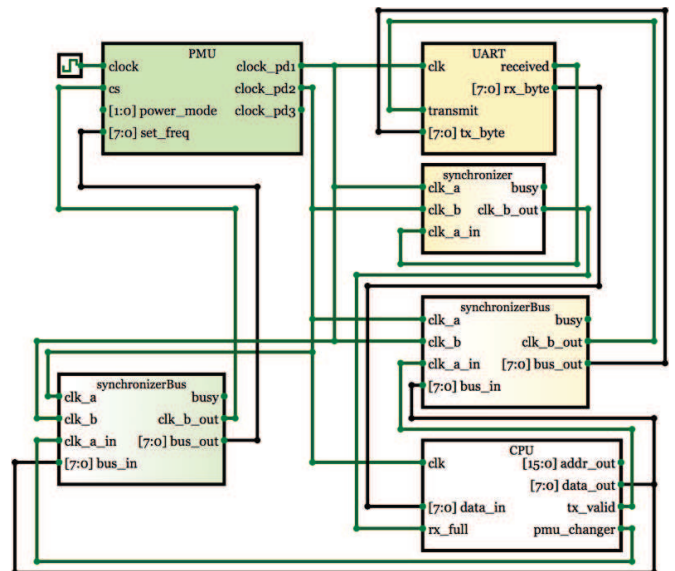 PMU
clock
clock_pd1
cs
clock_pd2
[1:0] power_mode
clock_pd3
[7:0] set_freq
UART
clk
received
[7:0] rx_byte
transmit
[7:0] tx_byte
synchronizer
clk_a
busy
clk_b
clk_b_out
clk_a_in
synchronizerBus
clk_a
busy
clk_b
clk_b_out
clk_a_in
[7:0] bus_out
[7:0] bus_in
synchronizerBus
clk_a
busy
clk_b
clk_b_out
clk_a_in
[7:0] bus_out
[7:0] bus_in
CPU
clk
[15:0] addr_out
[7:0] data_out
[7:0] data_in
tx_valid
rx_full
pmu_changer